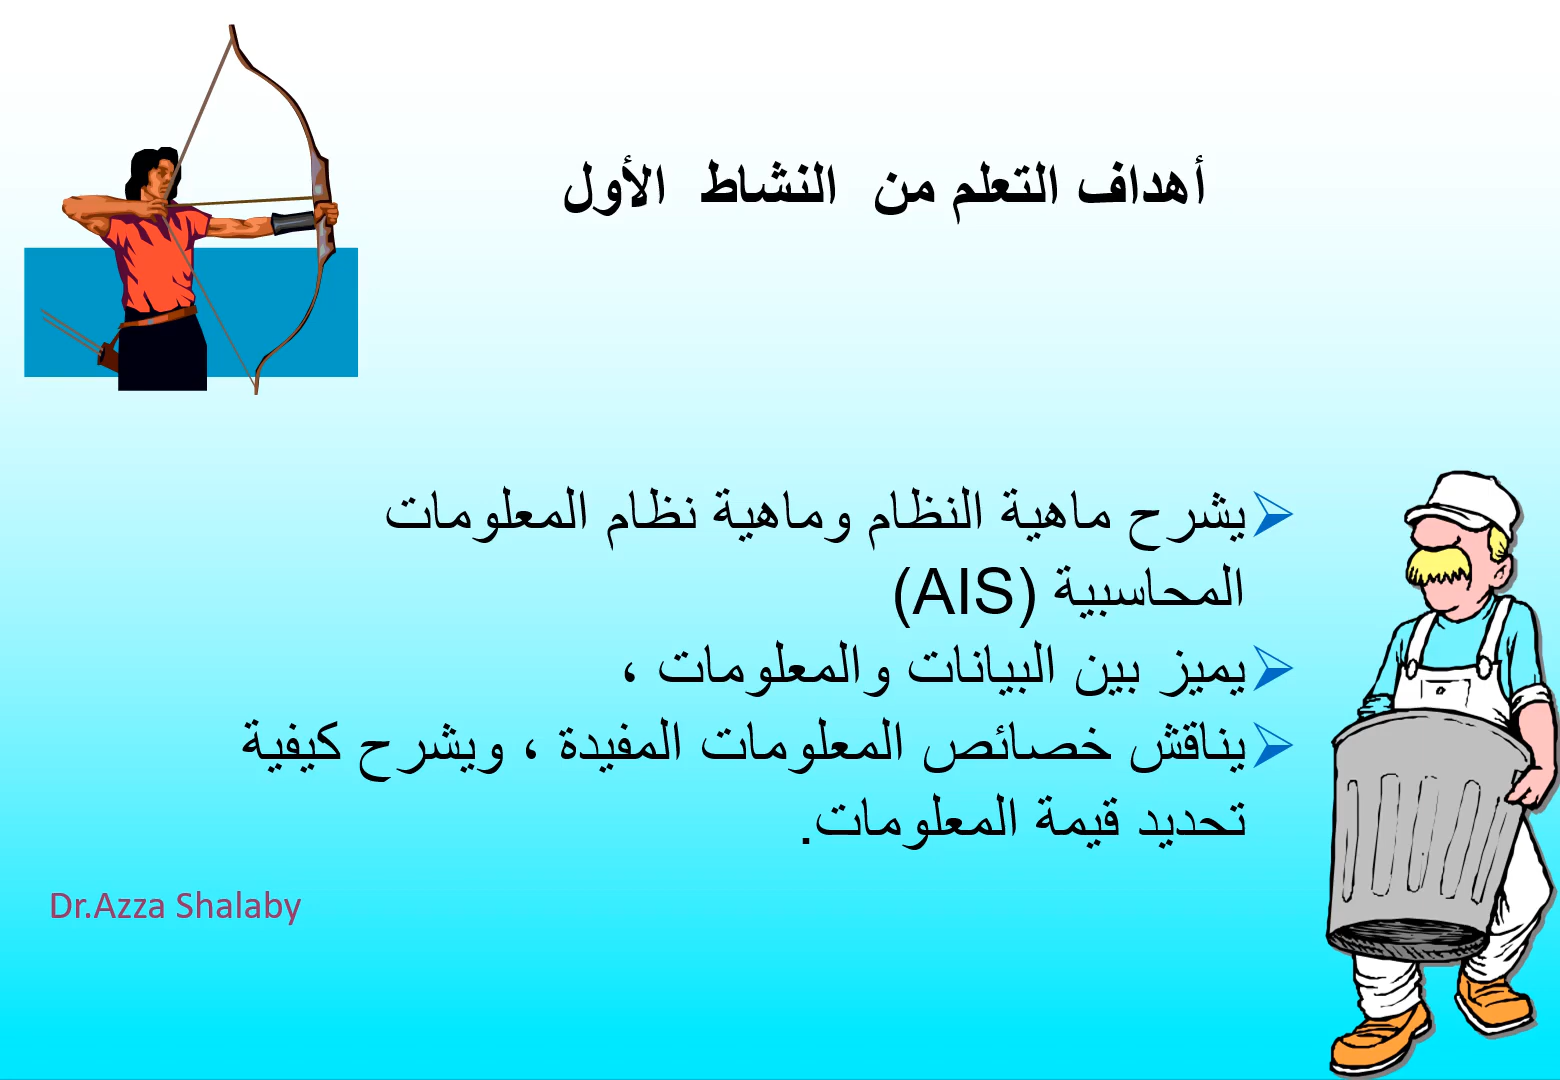 أهداف التعلم من النشاط الأول
يشرح ماهية النظام وماهية نظام المعلومات
المحاسبية (AIS)
يميز بين البيانات والمعلومات ،
يناقش خصائص المعلومات المفيدة ، ويشرح كيفية
تحديد قيمة المعلومات.
Dr.Azza Shalaby